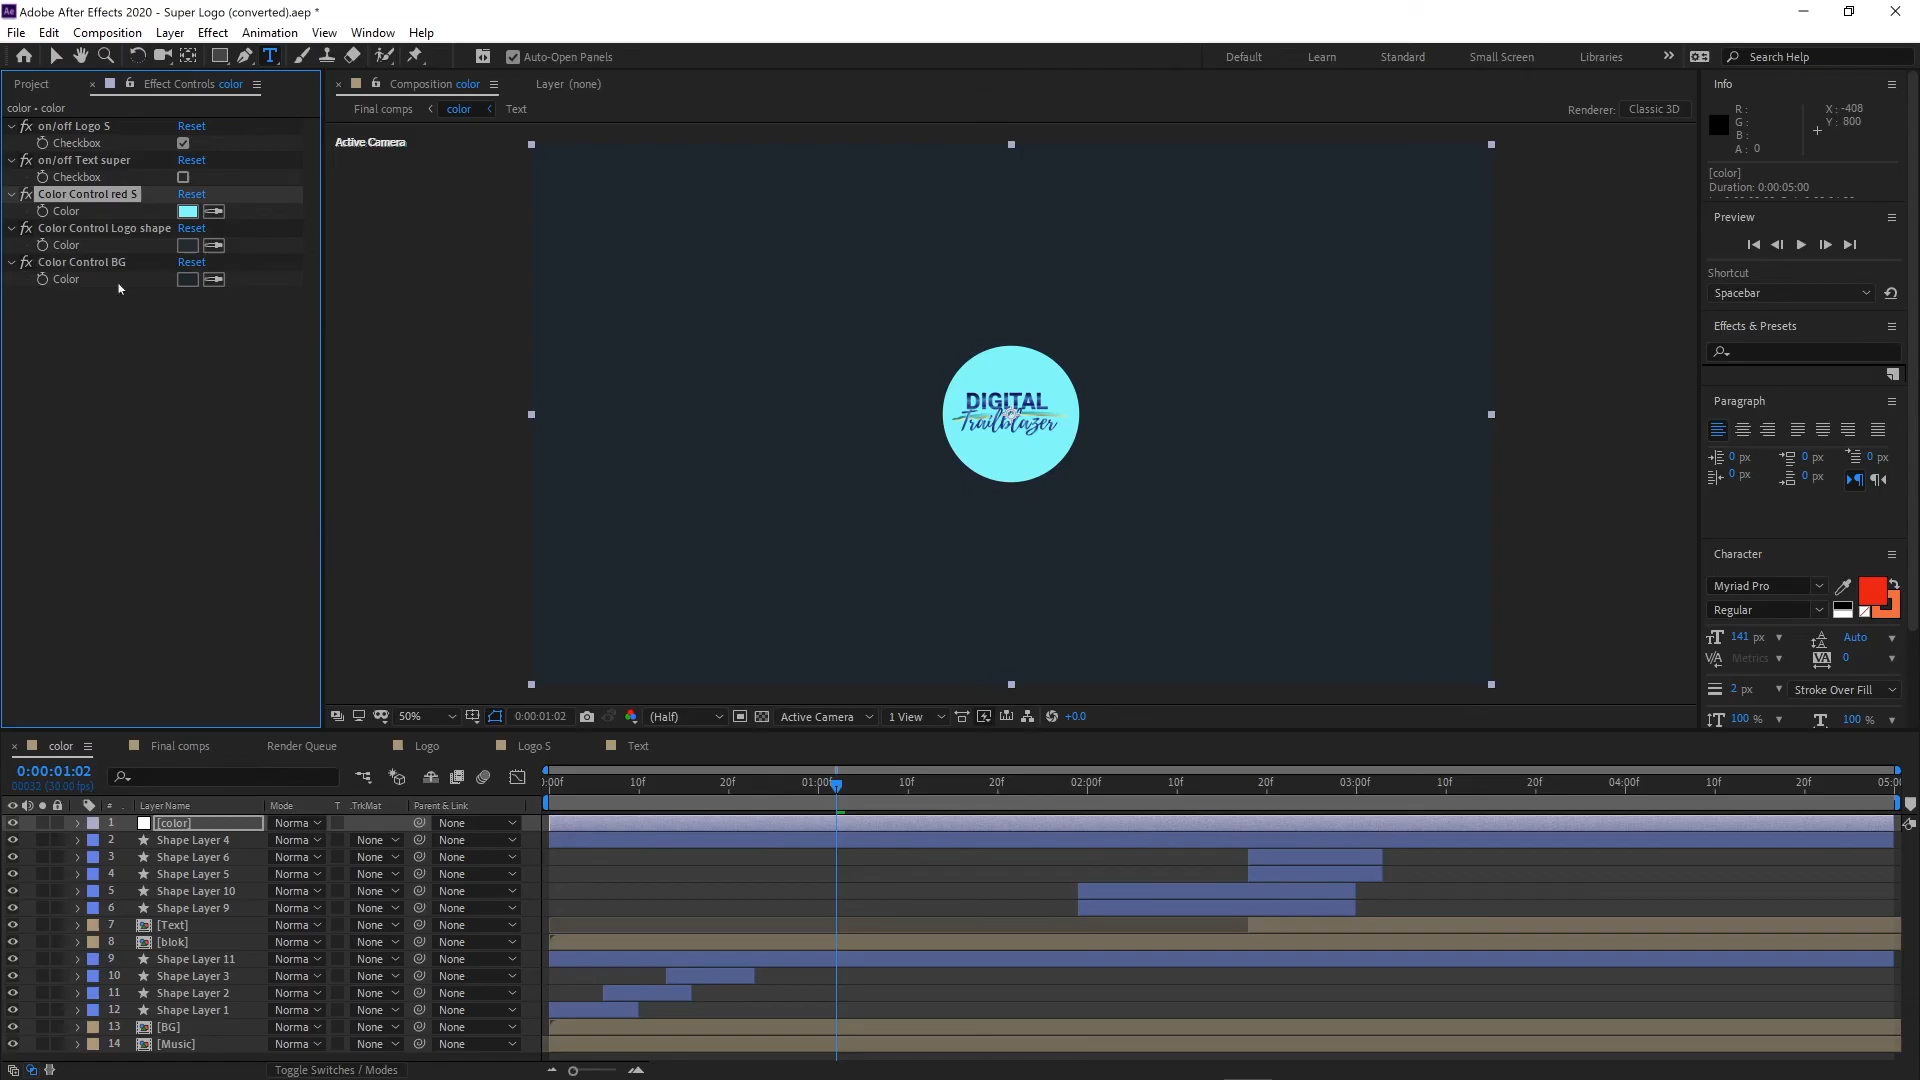 Adobe After Effects 2020 - Super Logo (converted).aep *
File Edit Composition Layer Effect Animation View Window Help
Auto-Open Panels
Default Learn Standard Small Screen Libraries
Search Help
Project
Effect Controls color
color • color
on/off Logo S Reset
Checkbox
on/off Text super Reset
Checkbox
Color Control red S Reset
Color
Color Control Logo shape Reset
Color
Color Control BG Reset
Color
Composition color
Layer (none)
Final comps color Text
Renderer: Classic 3D
Active Camera
DIGITAL
Trailblazer
50% 0:00:01:02 (Half) Active Camera 1 View +0.0
Info
R :
G :
B :
A : 0
X : -408
Y : 800
[color]
Duration: 0:00:05:00
Preview
Shortcut
Spacebar
Effects & Presets
Paragraph
0 px 0 px 0 px
0 px 0 px
Character
Myriad Pro
Regular
141 px Auto
Metrics 0
2 px Stroke Over Fill
100 % 100 %
color Final comps Render Queue Logo Logo S Text
0:00:01:02
00032 (30.00 fps)
# Layer Name Mode T .TrkMat Parent & Link
:00f 10f 20f 01:00f 10f 20f 02:00f 10f 20f 03:00f 10f 20f 04:00f 10f 20f 05:00
1 [color] Norma None
2 Shape Layer 4 Norma None None
3 Shape Layer 6 Norma None None
4 Shape Layer 5 Norma None None
5 Shape Layer 10 Norma None None
6 Shape Layer 9 Norma None None
7 [Text] Norma None None
8 [blok] Norma None None
9 Shape Layer 11 Norma None None
10 Shape Layer 3 Norma None None
11 Shape Layer 2 Norma None None
12 Shape Layer 1 Norma None None
13 [BG] Norma None None
14 [Music] Norma None None
Toggle Switches / Modes